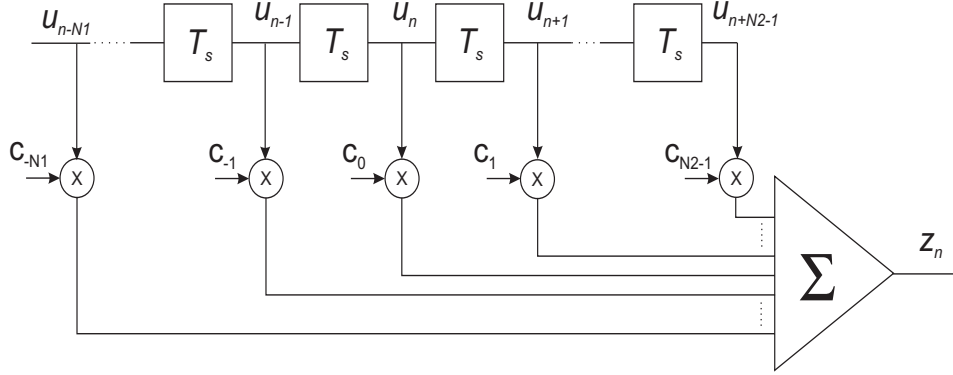 u_{n-N1} u_{n-1} u_n u_{n+1} u_{n+N2-1}
T_s T_s T_s T_s
c_{-N1} c_{-1} c_0 c_1 c_{N2-1}
X X X X X
z_n
Σ